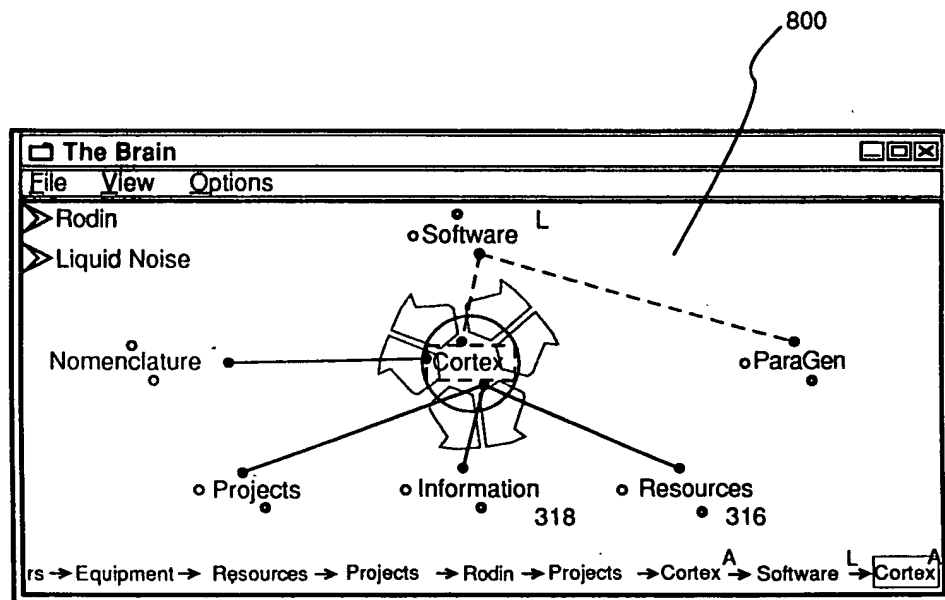 800
The Brain
File View Options
Rodin
Software L
Liquid Noise
Nomenclature Cortex ParaGen
Projects Information Resources
318 316
A L A
rs → Equipment → Resources → Projects → Rodin → Projects → Cortex → Software → Cortex